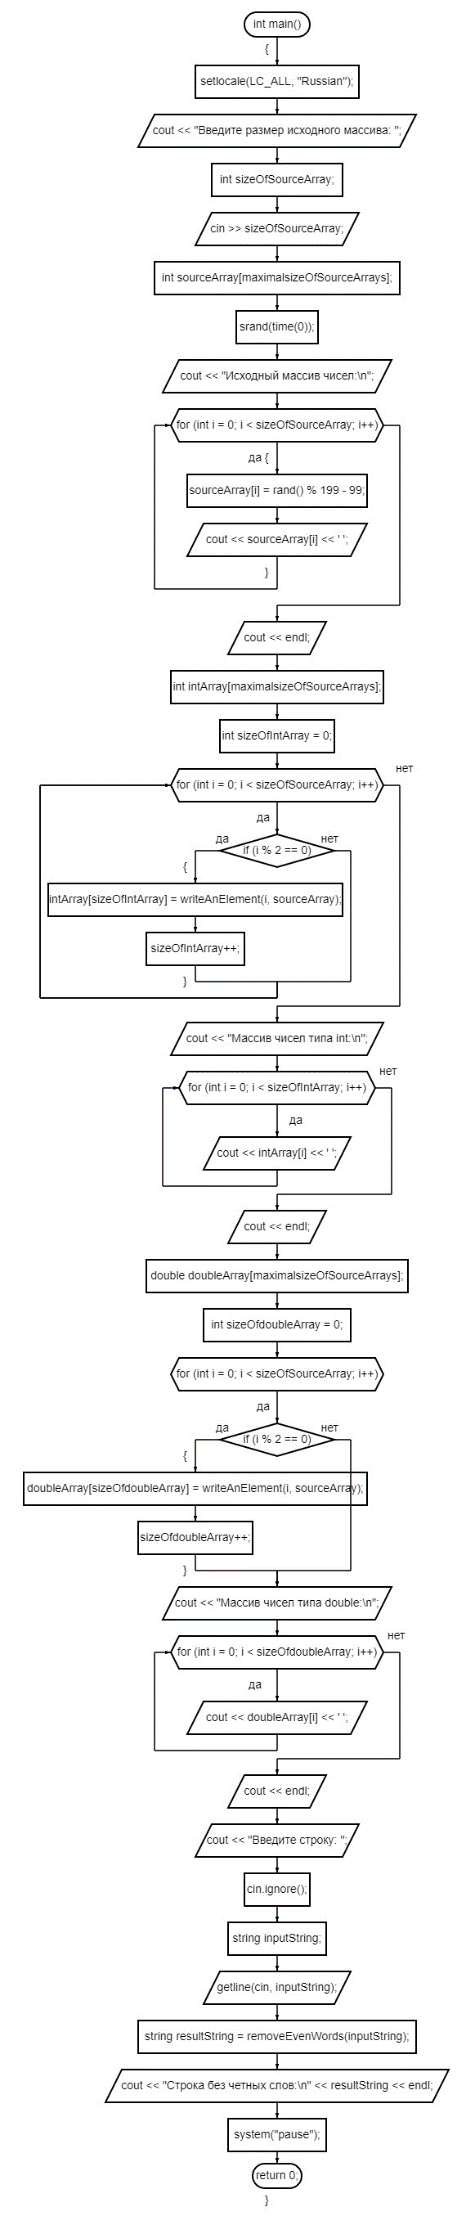 int main()
{
setlocale(LC_ALL, "Russian");
cout << "Введите размер исходного массива: ";
int sizeOfSourceArray;
cin >> sizeOfSourceArray;
int sourceArray[maximalsizeOfSourceArrays];
srand(time(0));
cout << "Исходный массив чисел:\n";
for (int i = 0; i < sizeOfSourceArray; i++)
да {
sourceArray[i] = rand() % 199 - 99;
cout << sourceArray[i] << ' ';
}
cout << endl;
int intArray[maximalsizeOfSourceArrays];
int sizeOfIntArray = 0;
нет
for (int i = 0; i < sizeOfSourceArray; i++)
да
да
нет
if (i % 2 == 0)
{
intArray[sizeOfIntArray] = writeAnElement(i, sourceArray);
sizeOfIntArray++;
}
cout << "Массив чисел типа int:\n";
нет
for (int i = 0; i < sizeOfIntArray; i++)
да
cout << intArray[i] << ' ';
cout << endl;
double doubleArray[maximalsizeOfSourceArrays];
int sizeOfdoubleArray = 0;
for (int i = 0; i < sizeOfSourceArray; i++)
да
да
нет
if (i % 2 == 0)
{
doubleArray[sizeOfdoubleArray] = writeAnElement(i, sourceArray);
sizeOfdoubleArray++;
}
cout << "Массив чисел типа double:\n";
нет
for (int i = 0; i < sizeOfdoubleArray; i++)
да
cout << doubleArray[i] << ' ';
cout << endl;
cout << "Введите строку: ";
cin.ignore();
string inputString;
getline(cin, inputString);
string resultString = removeEvenWords(inputString);
cout << "Строка без четных слов:\n" << resultString << endl;
system("pause");
return 0;
}